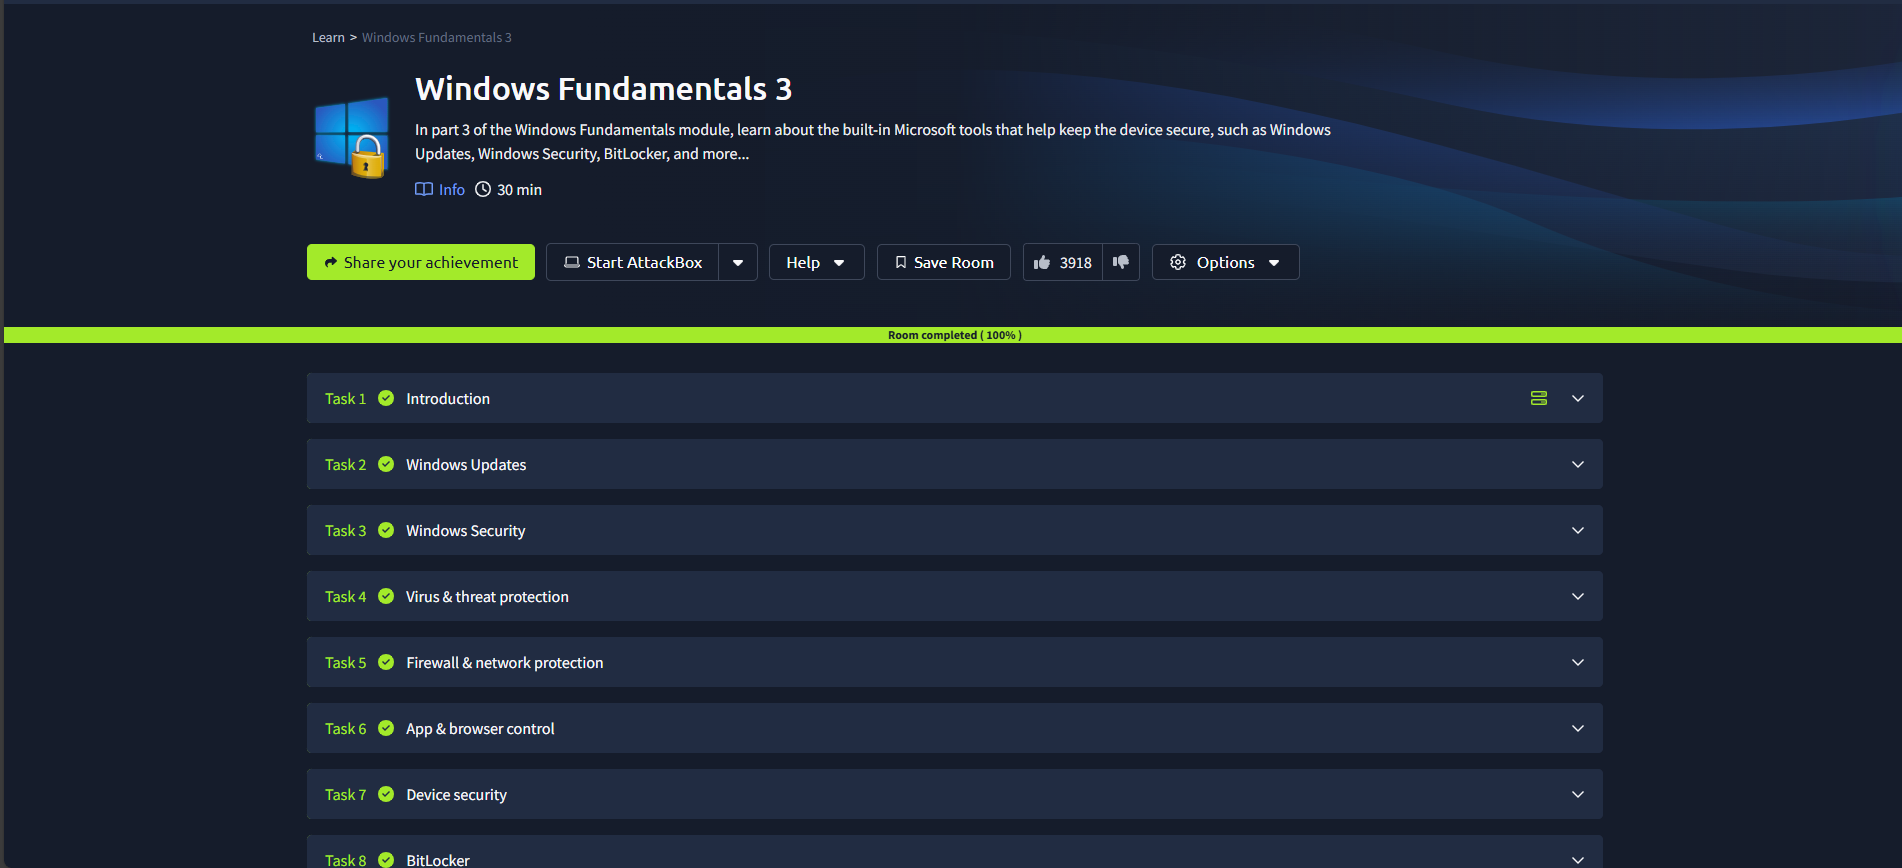 Learn > Windows Fundamentals 3
Windows Fundamentals 3
In part 3 of the Windows Fundamentals module, learn about the built-in Microsoft tools that help keep the device secure, such as Windows
Updates, Windows Security, BitLocker, and more...
Info 30 min
Share your achievement Start AttackBox Help Save Room 3918 Options
Room completed ( 100% )
Task 1 Introduction
Task 2 Windows Updates
Task 3 Windows Security
Task 4 Virus & threat protection
Task 5 Firewall & network protection
Task 6 App & browser control
Task 7 Device security
Task 8 BitLocker